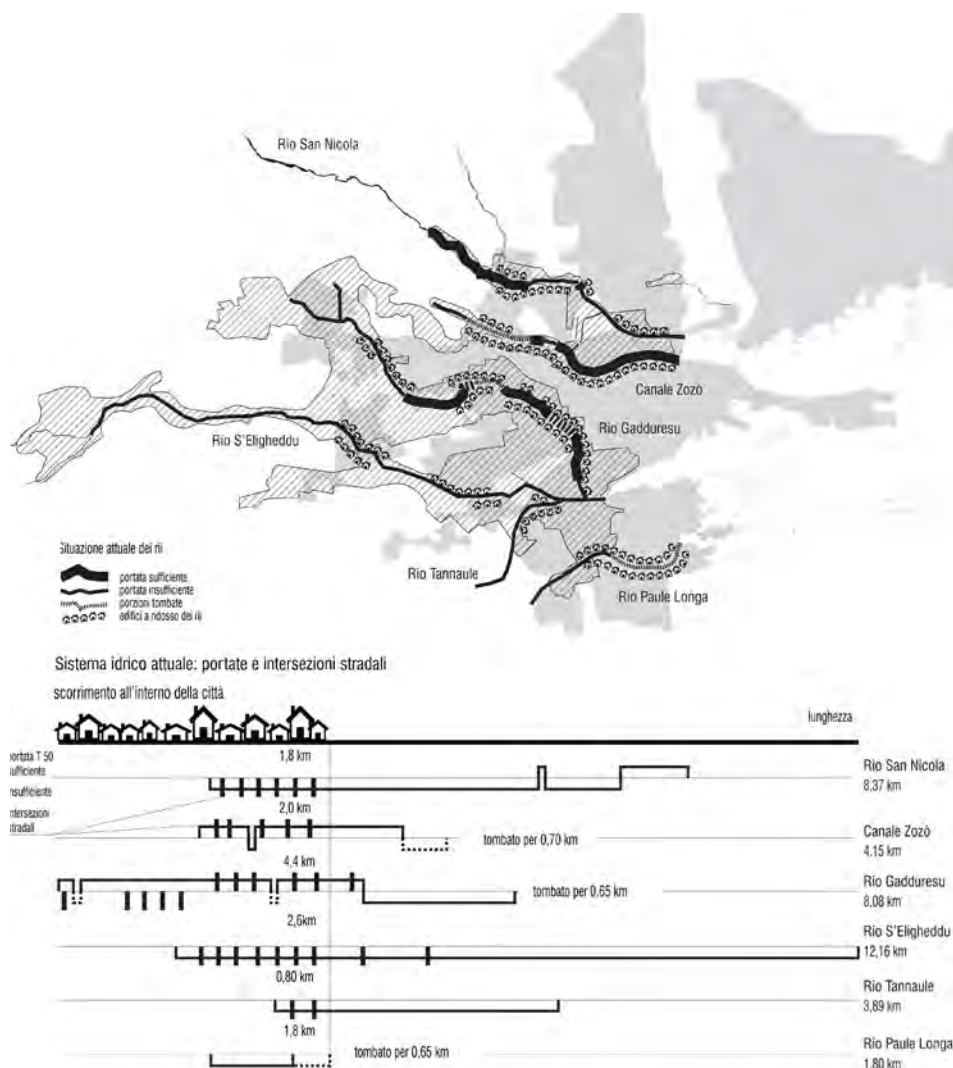 Rio San Nicola
Canale Zozò
Rio Gadduresu
Rio S'Eligheddu
Rio Tannaule
Rio Paule Longa
Situazione attuale dei rii
portata sufficiente
portata insufficiente
porzioni tombate
edifici a ridosso dei rii
Sistema idrico attuale: portate e intersezioni stradali
scorrimento all'interno della città
lunghezza
portata T 50
sufficiente
insufficiente
intersezioni
stradali
1,8 km
Rio San Nicola
8,37 km
2,0 km
tombato per 0,70 km
Canale Zozò
4.15 km
4,4 km
tombato per 0,65 km
Rio Gadduresu
8,08 km
2,6km
Rio S'Eligheddu
12,16 km
0,80 km
Rio Tannaule
3,89 km
1,8 km
tombato per 0,65 km
Rio Paule Longa
1.80 km